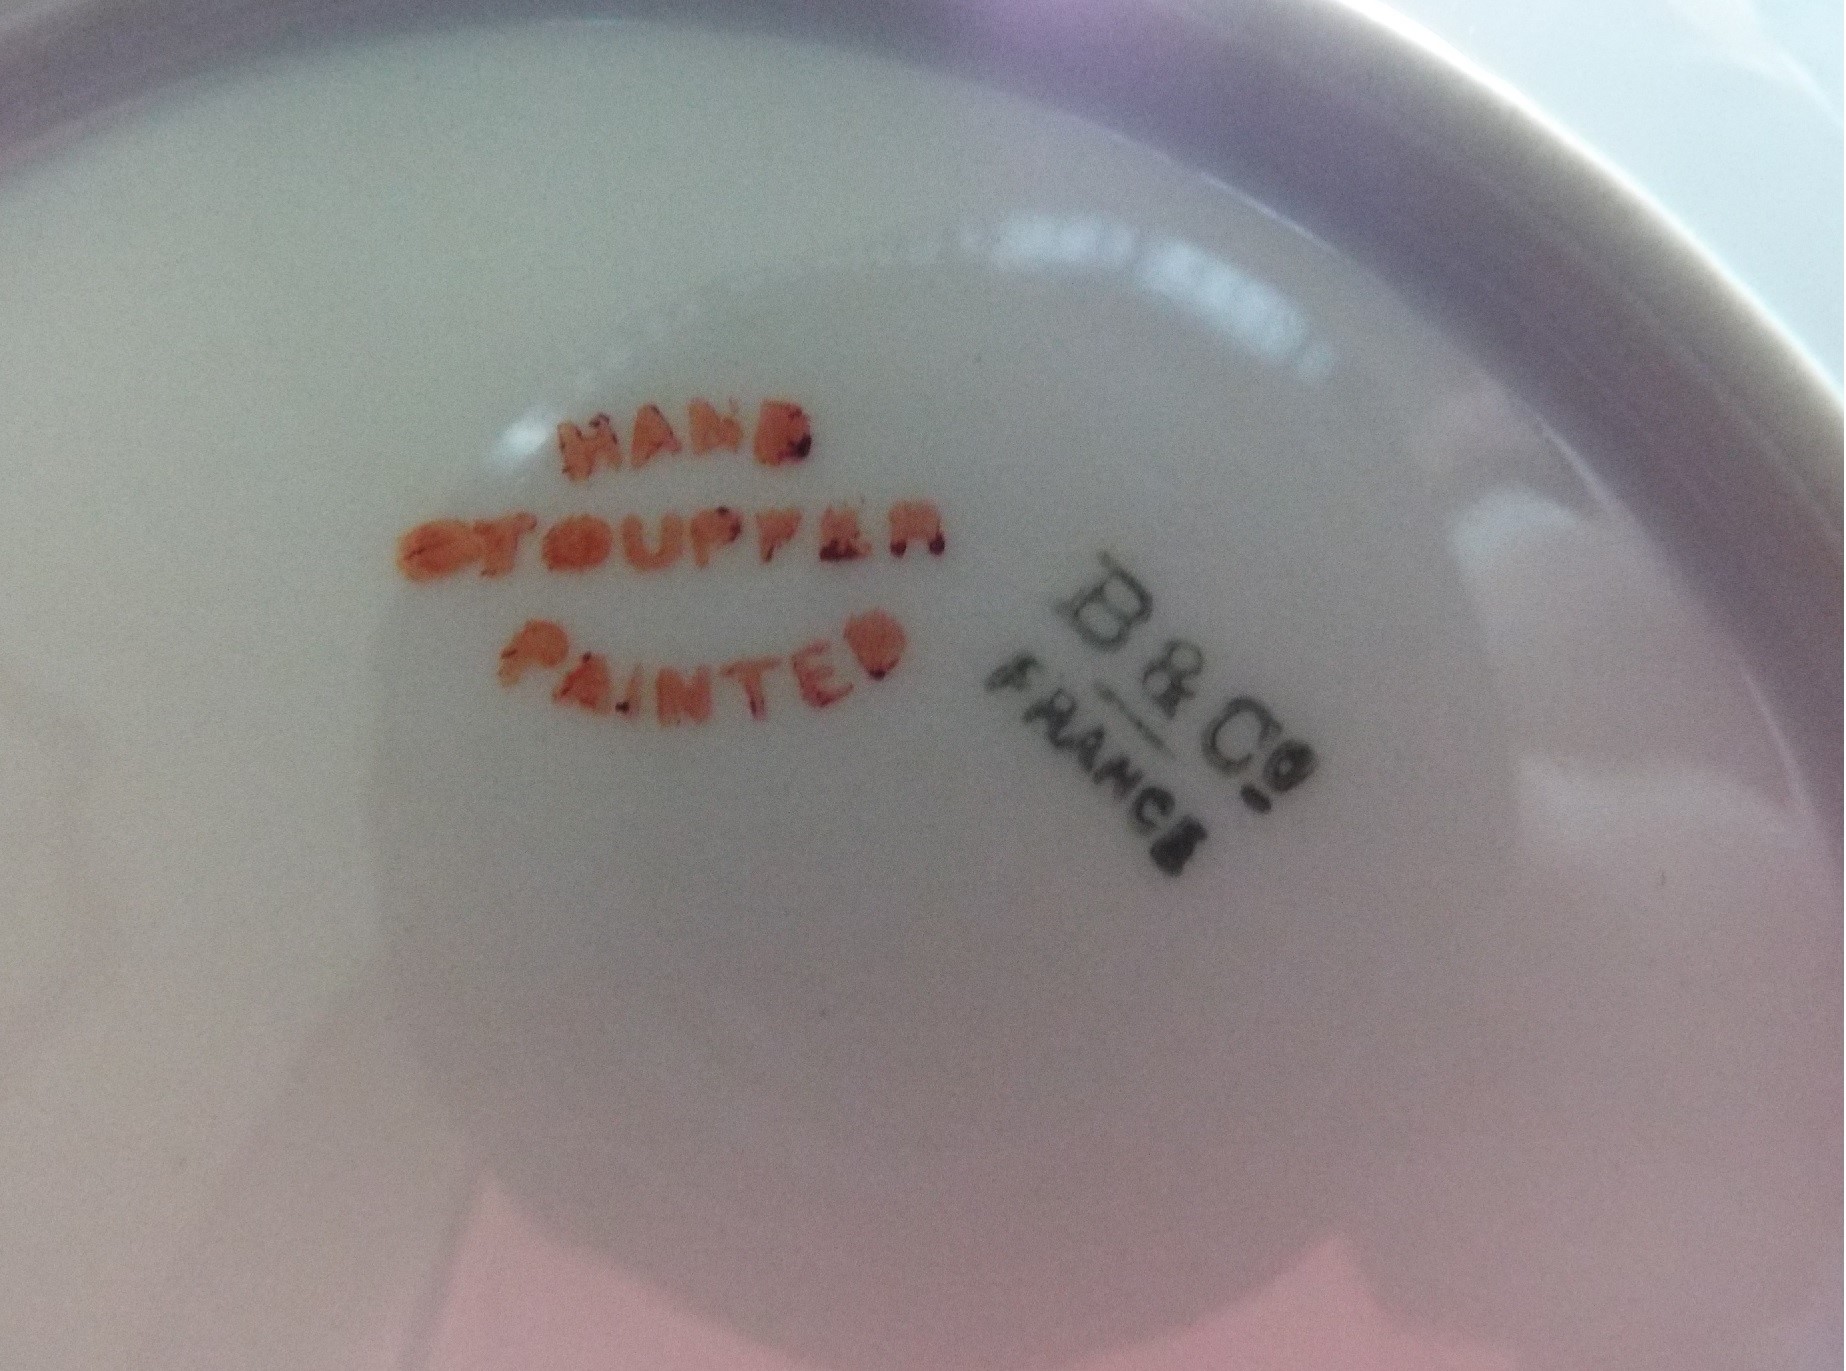 HAND
STOUFFER
PAINTED
B & Co
FRANCE